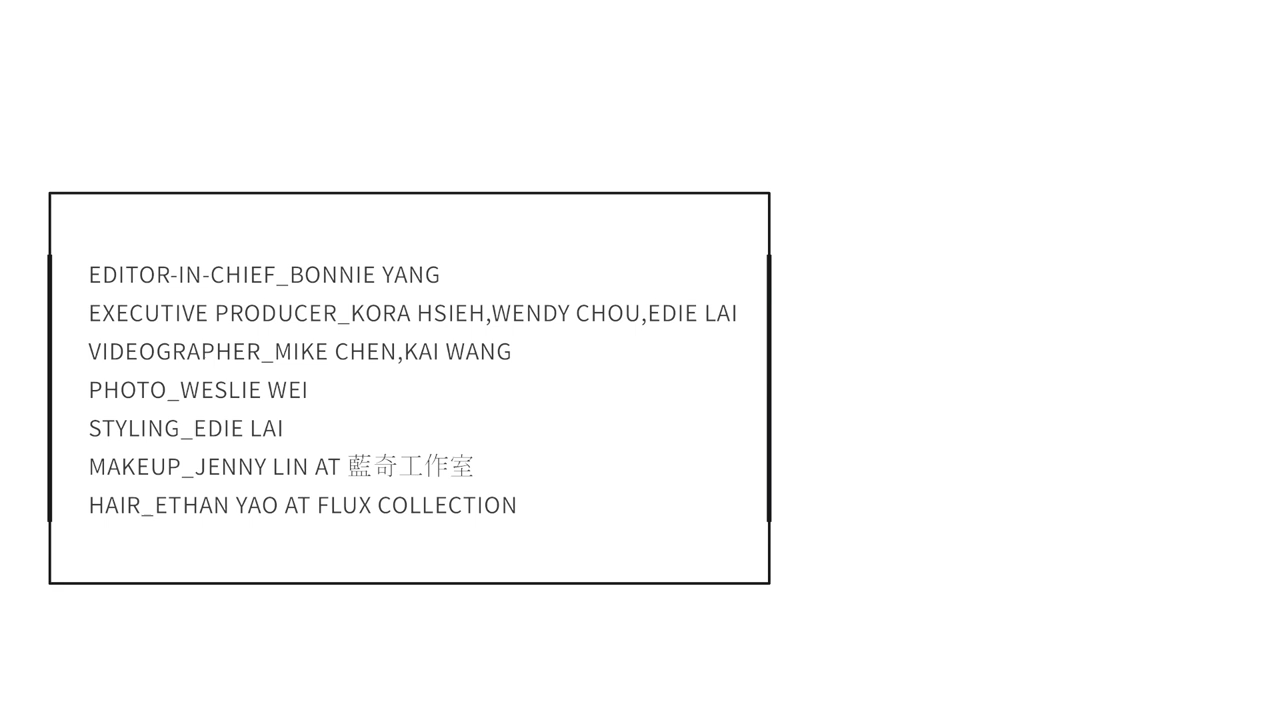 EDITOR-IN-CHIEF_BONNIE YANG
EXECUTIVE PRODUCER_KORA HSIEH,WENDY CHOU,EDIE LAI
VIDEOGRAPHER_MIKE CHEN,KAI WANG
PHOTO_WESLIE WEI
STYLING_EDIE LAI
MAKEUP_JENNY LIN AT 藍奇工作室
HAIR_ETHAN YAO AT FLUX COLLECTION